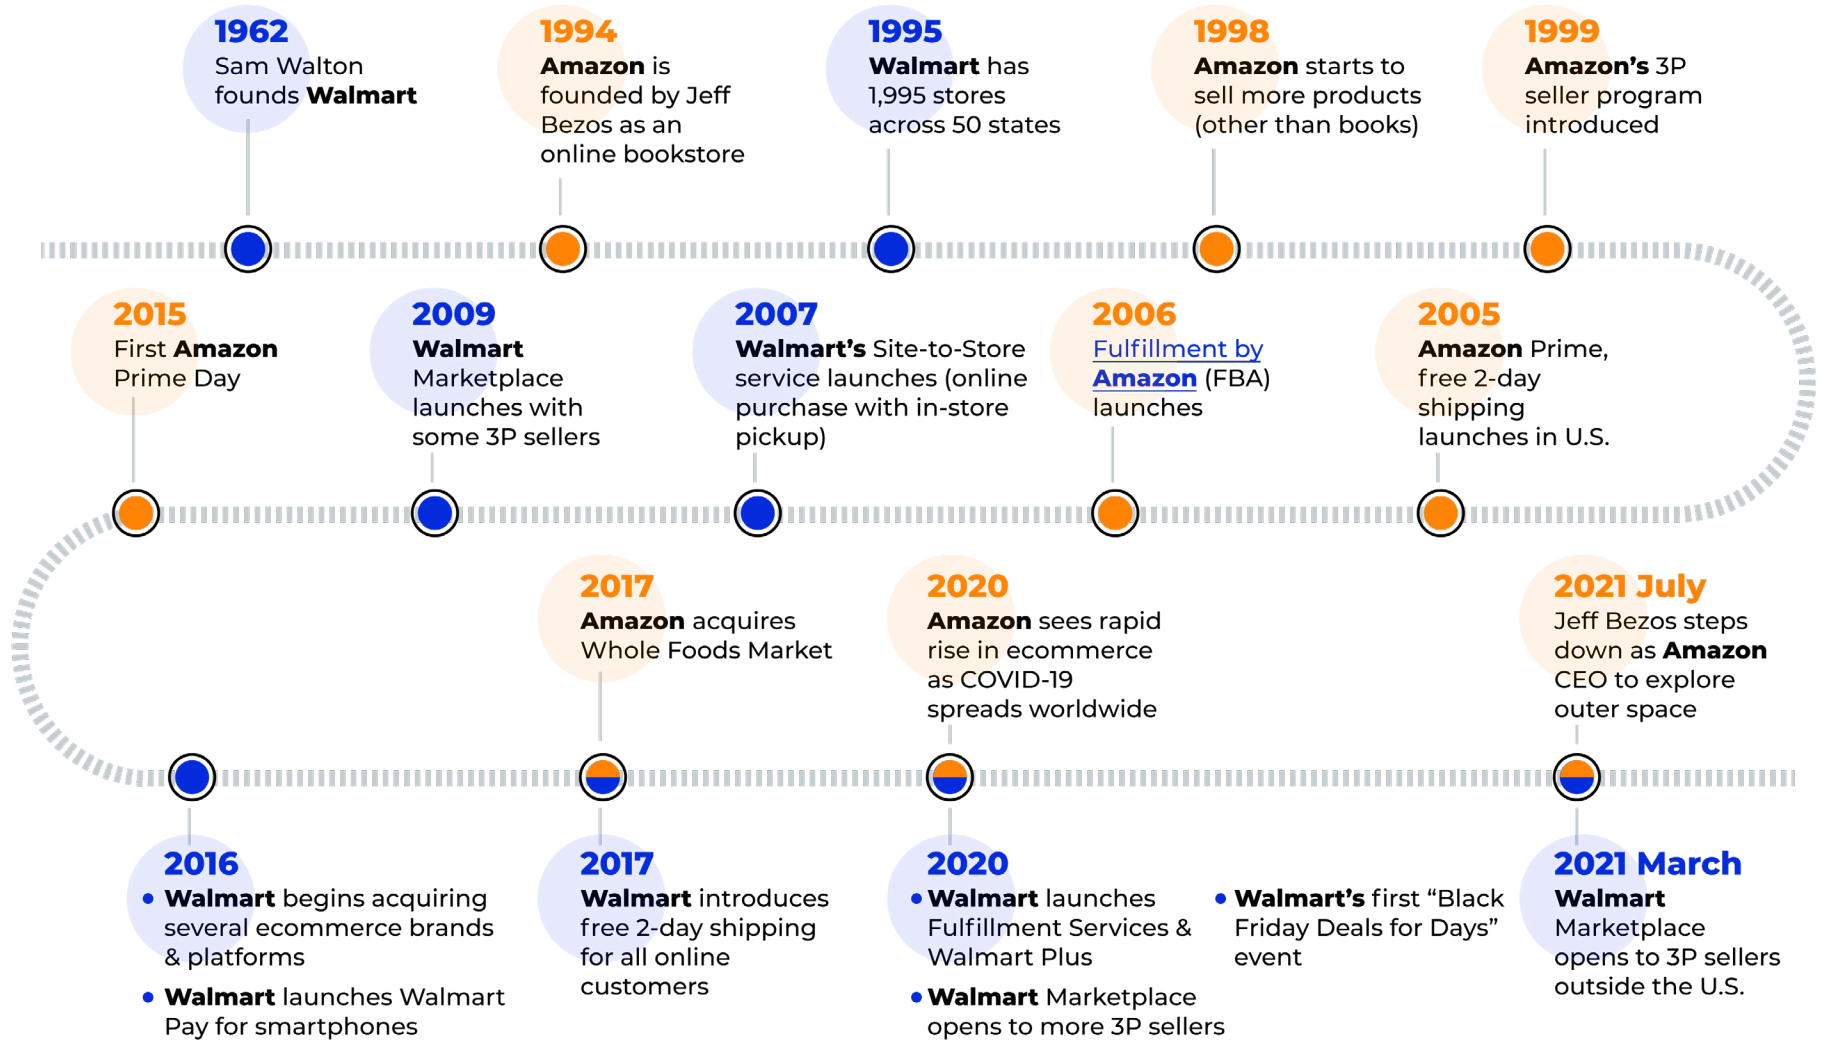 1962
Sam Walton
founds Walmart
1994
Amazon is
founded by Jeff
Bezos as an
online bookstore
1995
Walmart has
1,995 stores
across 50 states
1998
Amazon starts to
sell more products
(other than books)
1999
Amazon's 3P
seller program
introduced
2015
First Amazon
Prime Day
2009
Walmart
Marketplace
launches with
some 3P sellers
2007
Walmart's Site-to-Store
service launches (online
purchase with in-store
pickup)
2006
Fulfillment by
Amazon (FBA)
launches
2005
Amazon Prime,
free 2-day
shipping
launches in U.S.
2017
Amazon acquires
Whole Foods Market
2020
Amazon sees rapid
rise in ecommerce
as COVID-19
spreads worldwide
2021 July
Jeff Bezos steps
down as Amazon
CEO to explore
outer space
2016
• Walmart begins acquiring
several ecommerce brands
& platforms
• Walmart launches Walmart
Pay for smartphones
2017
Walmart introduces
free 2-day shipping
for all online
customers
2020
• Walmart launches
Fulfillment Services &
Walmart Plus
• Walmart Marketplace
opens to more 3P sellers
• Walmart's first “Black
Friday Deals for Days”
event
2021 March
Walmart
Marketplace
opens to 3P sellers
outside the U.S.